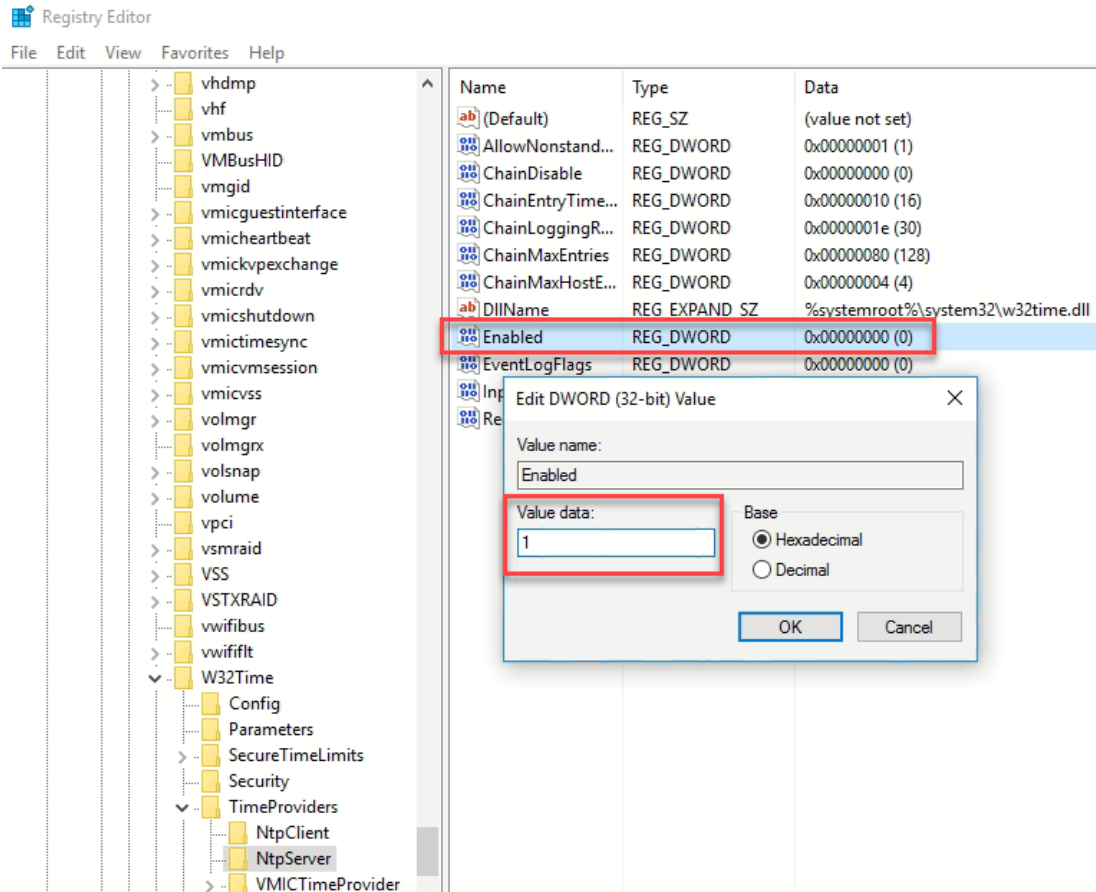 Registry Editor
File Edit View Favorites Help
vhdmp
vhf
vmbus
VMBusHID
vmgid
vmicguestinterface
vmicheartbeat
vmickvpexchange
vmicrdv
vmicshutdown
vmictimesync
vmicvmsession
vmicvss
volmgr
volmgrx
volsnap
volume
vpci
vsmraid
VSS
VSTXRAID
vwifibus
vwififlt
W32Time
Config
Parameters
SecureTimeLimits
Security
TimeProviders
NtpClient
NtpServer
VMICTimeProvider
Name Type Data
(Default) REG_SZ (value not set)
AllowNonstand... REG_DWORD 0x00000001 (1)
ChainDisable REG_DWORD 0x00000000 (0)
ChainEntryTime... REG_DWORD 0x00000010 (16)
ChainLoggingR... REG_DWORD 0x0000001e (30)
ChainMaxEntries REG_DWORD 0x00000080 (128)
ChainMaxHostE... REG_DWORD 0x00000004 (4)
DllName REG_EXPAND_SZ %systemroot%\system32\w32time.dll
Enabled REG_DWORD 0x00000000 (0)
EventLogFlags REG_DWORD 0x00000000 (0)
Inp
Re
Edit DWORD (32-bit) Value
Value name:
Enabled
Value data:
1
Base
Hexadecimal
Decimal
OK Cancel